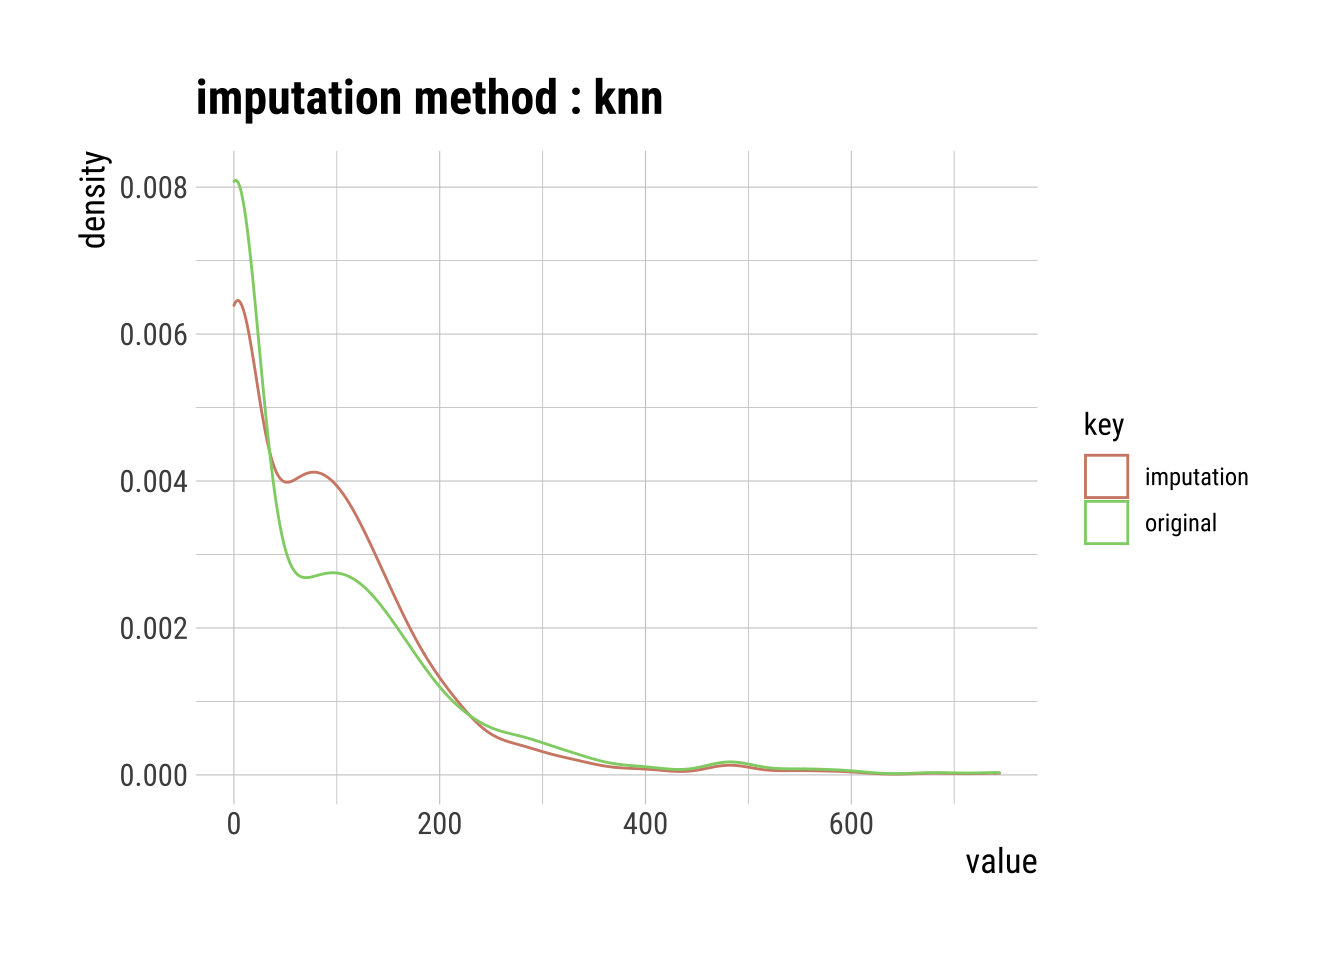 imputation method : knn
density
0.008
0.006
0.004
0.002
0.000
0 200 400 600
value
key
imputation
original